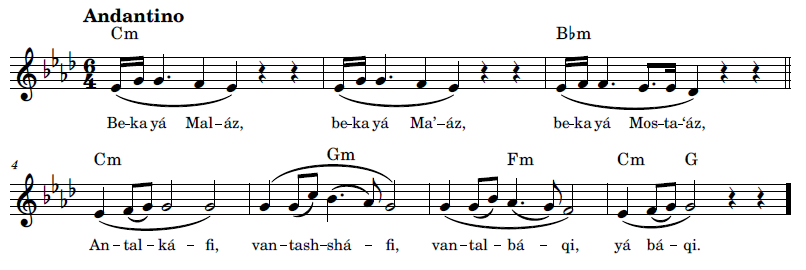 Andantino
Cm B♭m
6
4
Be–ka yá Mal–áz, be–ka yá Ma’–áz, be–ka yá Mos–ta-‘áz,
4
Cm Gm Fm Cm G
An–tal–ká–fi, van–tash–shá–fi, van–tal–bá–qi, yá bá–qi.